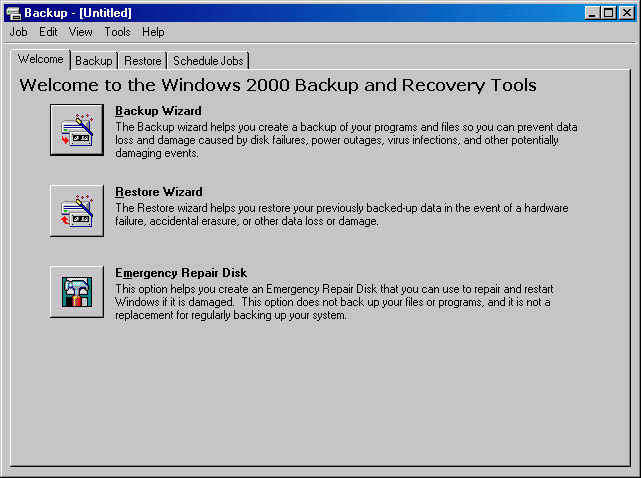 Backup - [Untitled]
Job Edit View Tools Help
Welcome Backup Restore Schedule Jobs
Welcome to the Windows 2000 Backup and Recovery Tools
Backup Wizard
The Backup wizard helps you create a backup of your programs and files so you can prevent data
loss and damage caused by disk failures, power outages, virus infections, and other potentially
damaging events.
Restore Wizard
The Restore wizard helps you restore your previously backed-up data in the event of a hardware
failure, accidental erasure, or other data loss or damage.
Emergency Repair Disk
This option helps you create an Emergency Repair Disk that you can use to repair and restart
Windows if it is damaged.  This option does not back up your files or programs, and it is not a
replacement for regularly backing up your system.